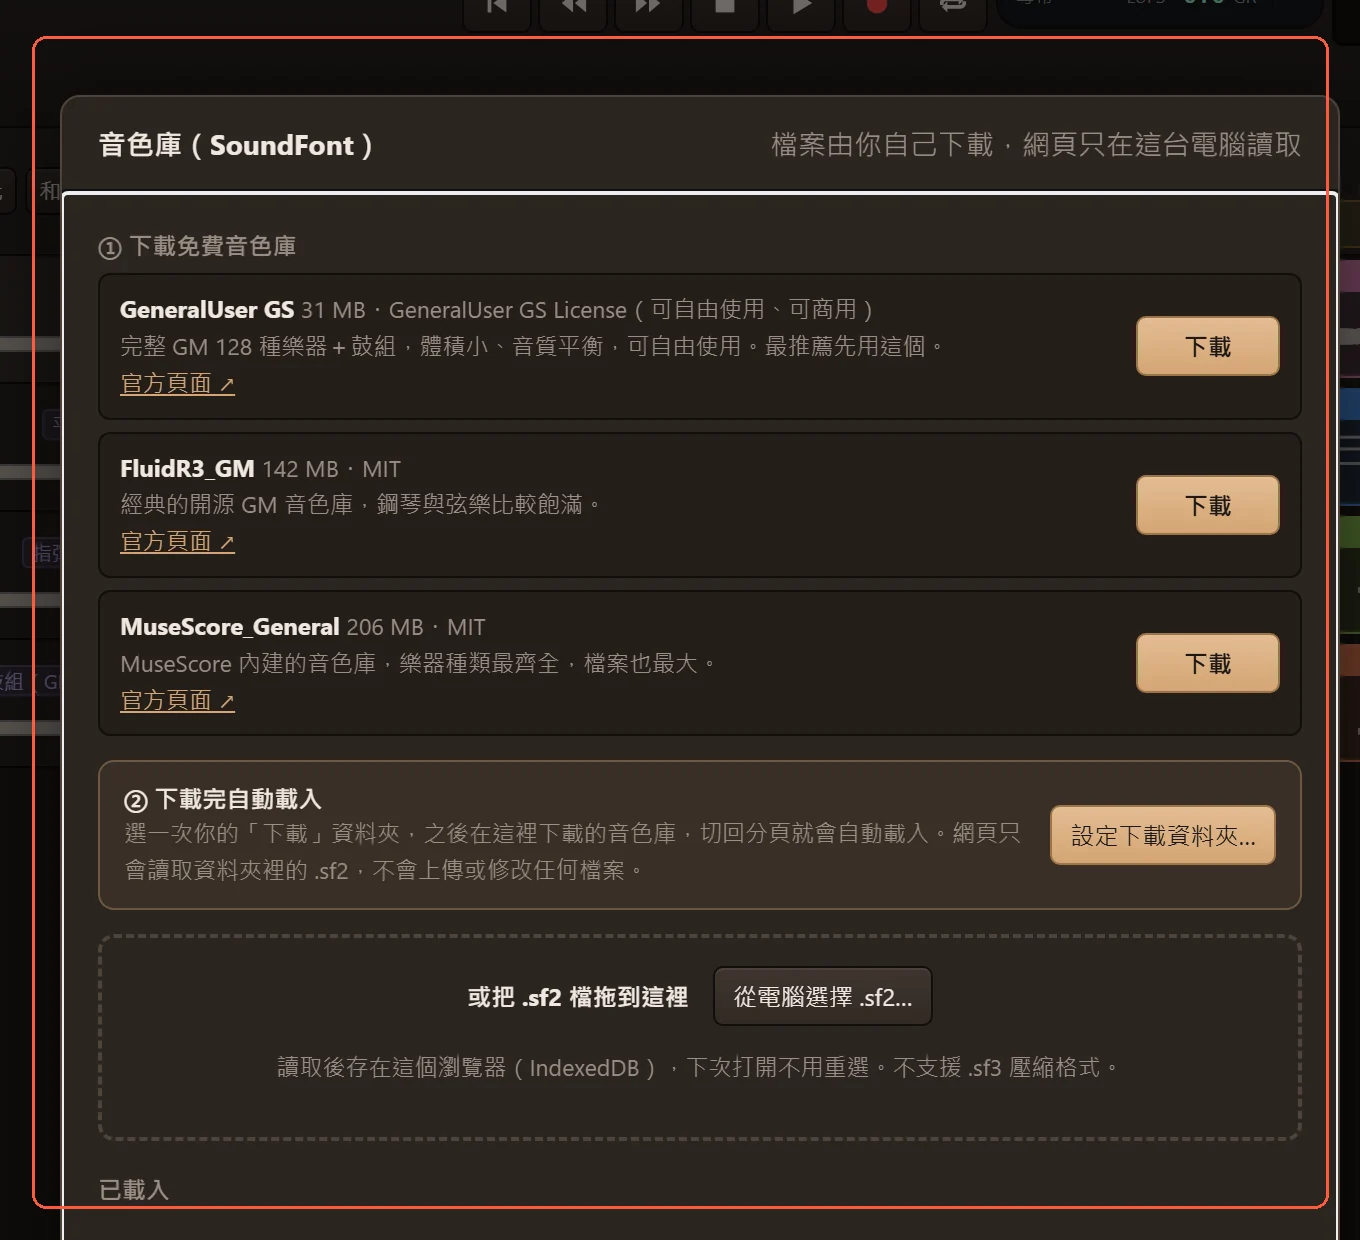 音色庫（SoundFont）
檔案由你自己下載，網頁只在這台電腦讀取
和
① 下載免費音色庫
GeneralUser GS 31 MB · GeneralUser GS License（可自由使用、可商用）
完整 GM 128 種樂器＋鼓組，體積小、音質平衡，可自由使用。最推薦先用這個。
下載
官方頁面 ↗
FluidR3_GM 142 MB · MIT
經典的開源 GM 音色庫，鋼琴與弦樂比較飽滿。
下載
官方頁面 ↗
指弹
MuseScore_General 206 MB · MIT
MuseScore 內建的音色庫，樂器種類最齊全，檔案也最大。
下載
官方頁面 ↗
② 下載完自動載入
選一次你的「下載」資料夾，之後在這裡下載的音色庫，切回分頁就會自動載入。網頁只
會讀取資料夾裡的 .sf2，不會上傳或修改任何檔案。
設定下載資料夾…
或把 .sf2 檔拖到這裡
從電腦選擇 .sf2…
讀取後存在這個瀏覽器（IndexedDB），下次打開不用重選。不支援 .sf3 壓縮格式。
已載入